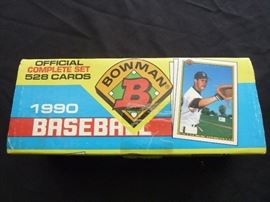 OFFICIAL
COMPLETE SET
528 CARDS
BOWMAN
B
1990
BASEBALL